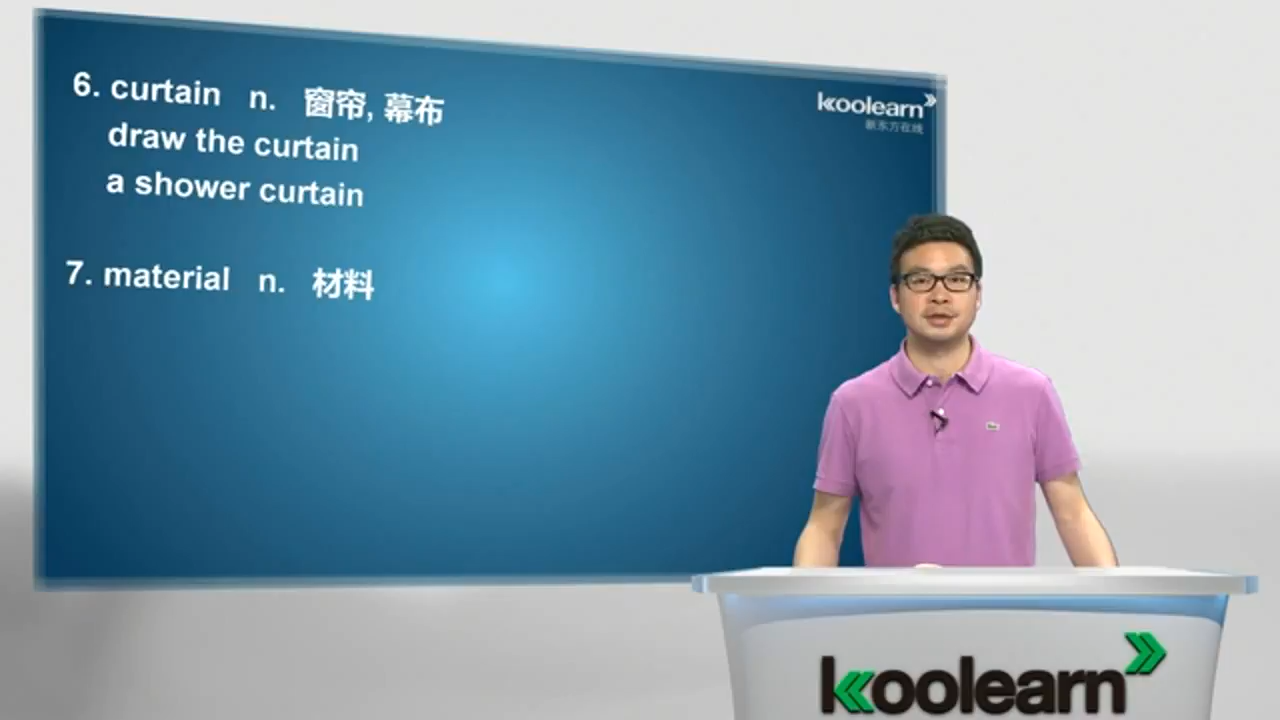 6. curtain n. 窗帘, 幕布
draw the curtain
a shower curtain
7. material n. 材料
koolearn
新东方在线
koolearn